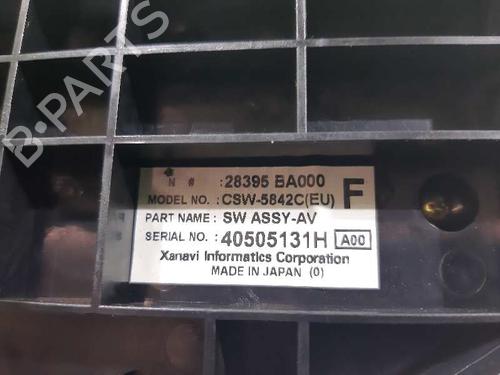 B-PARTS
N # :28395 BA000
MODEL NO. :CSW-5842C(EU) F
PART NAME: SW ASSY-AV
SERIAL NO. :40505131H A00
Xanavi Informatics Corporation
MADE IN JAPAN (0)